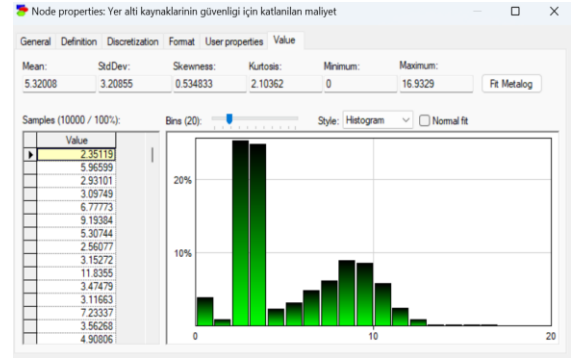 Node properties: Yer alti kaynaklarinin güvenligi için katlanilan maliyet
General Definition Discretization Format User properties Value
Mean: StdDev: Skewness: Kurtosis: Minimum: Maximum:
5.32008 3.20855 0.534833 2.10362 0 16.9329 Fit Metalog
Samples (10000 / 100%): Bins (20): Style: Histogram Normal fit
Value
2.35119
5.96599
2.93101
3.09749
6.77773
9.19384
5.30744
2.56077
3.15272
11.8355
3.47479
3.11663
7.23337
3.56268
4.90806
20%
10%
0 10 20